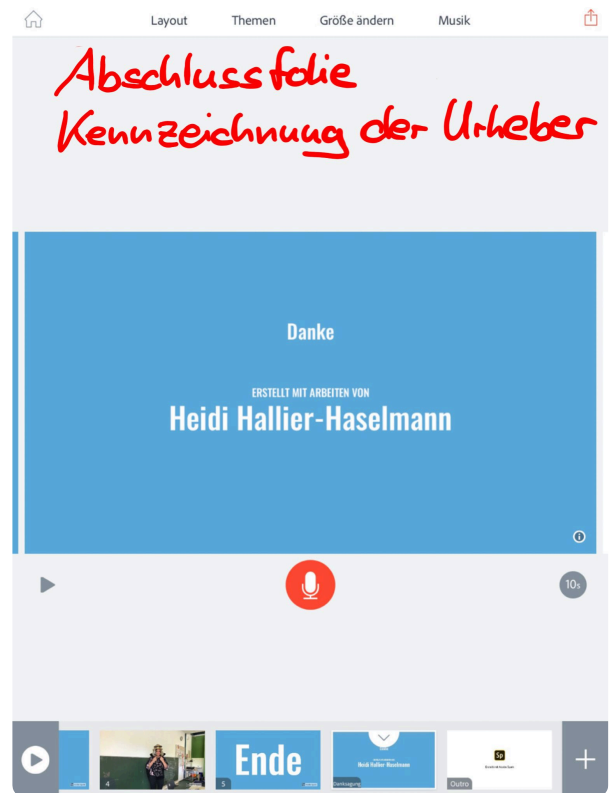 Layout Themen Größe ändern Musik
Abschlussfolie
Kennzeichnung der Urheber
Danke
ERSTELLT MIT ARBEITEN VON
Heidi Hallier-Haselmann
10s
Ende
Heidi Hallier-Haselmann
Sp
4
5
Danksagung
Outro